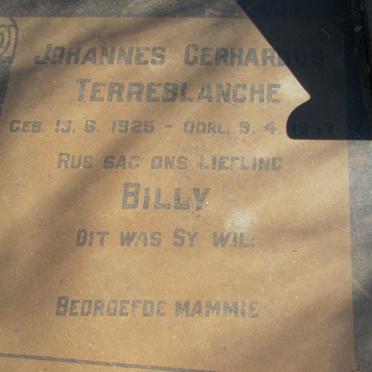 JOHANNES GERHARDUS
TERREBLANCHE
GEB. 13. 6. 1925 - OORL. 9. 4. 1957
RUS SAG ONS LIEFLING
BILLY
DIT WAS SY WIL:
BEDROEFDE MAMMIE